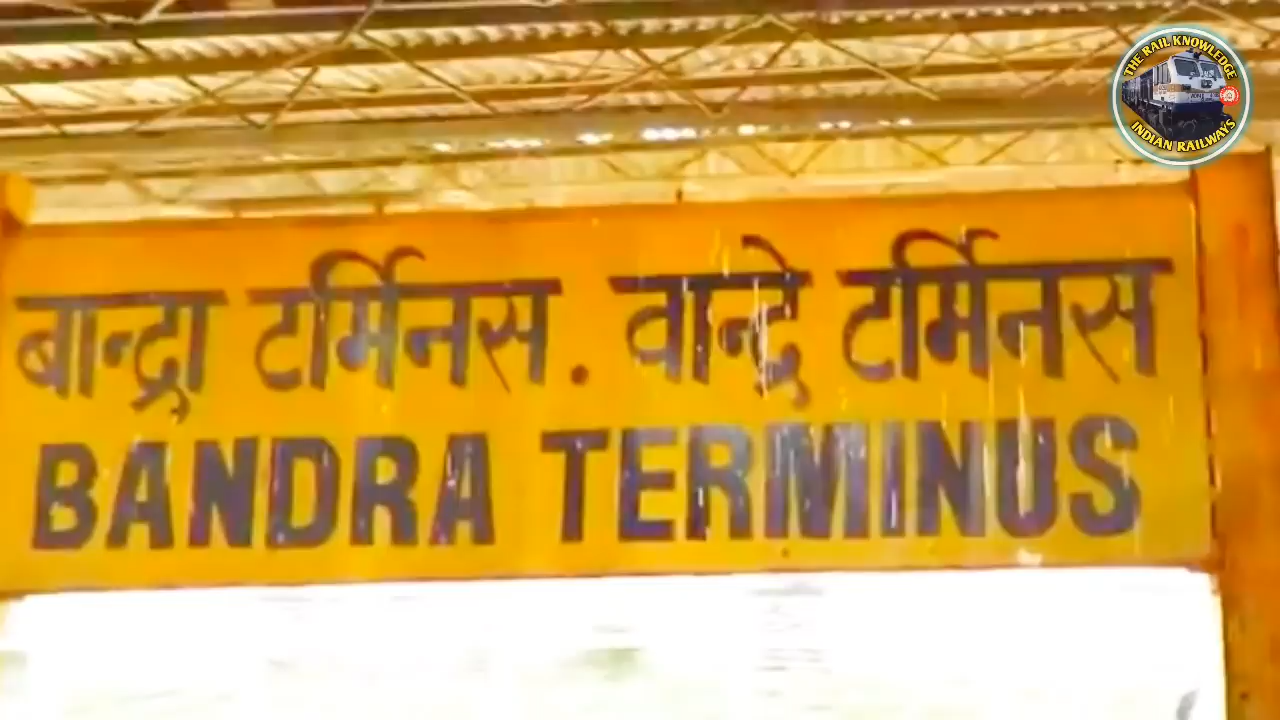 THE RAIL KNOWLEDGE
INDIAN RAILWAYS
बान्द्रा टर्मिनस . वान्द्रे टर्मिनस
BANDRA TERMINUS